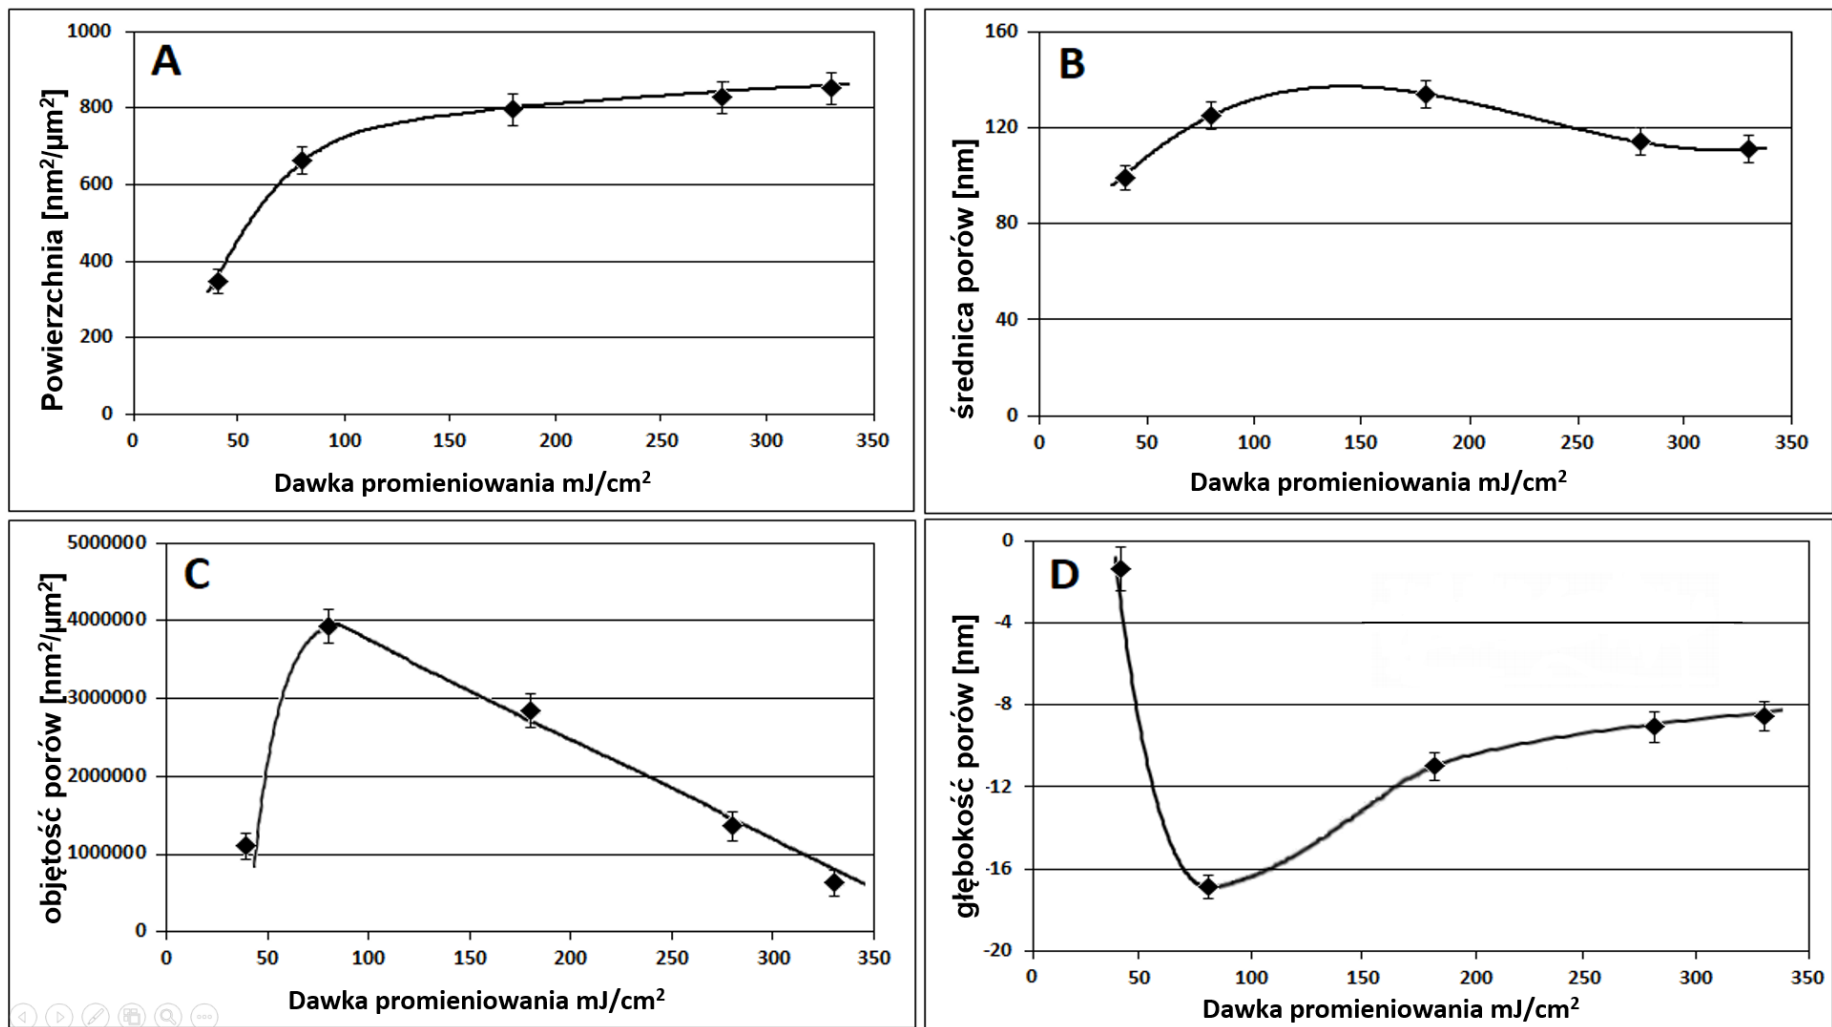 A
Powierzchnia [nm²/µm²]
1000
800
600
400
200
0
0 50 100 150 200 250 300 350
Dawka promieniowania mJ/cm²
B
średnica porów [nm]
160
120
80
40
0
0 50 100 150 200 250 300 350
Dawka promieniowania mJ/cm²
C
objętość porów [nm²/µm²]
5000000
4000000
3000000
2000000
1000000
0
0 50 100 150 200 250 300 350
Dawka promieniowania mJ/cm²
D
głębokość porów [nm]
0
-4
-8
-12
-16
-20
0 50 100 150 200 250 300 350
Dawka promieniowania mJ/cm²